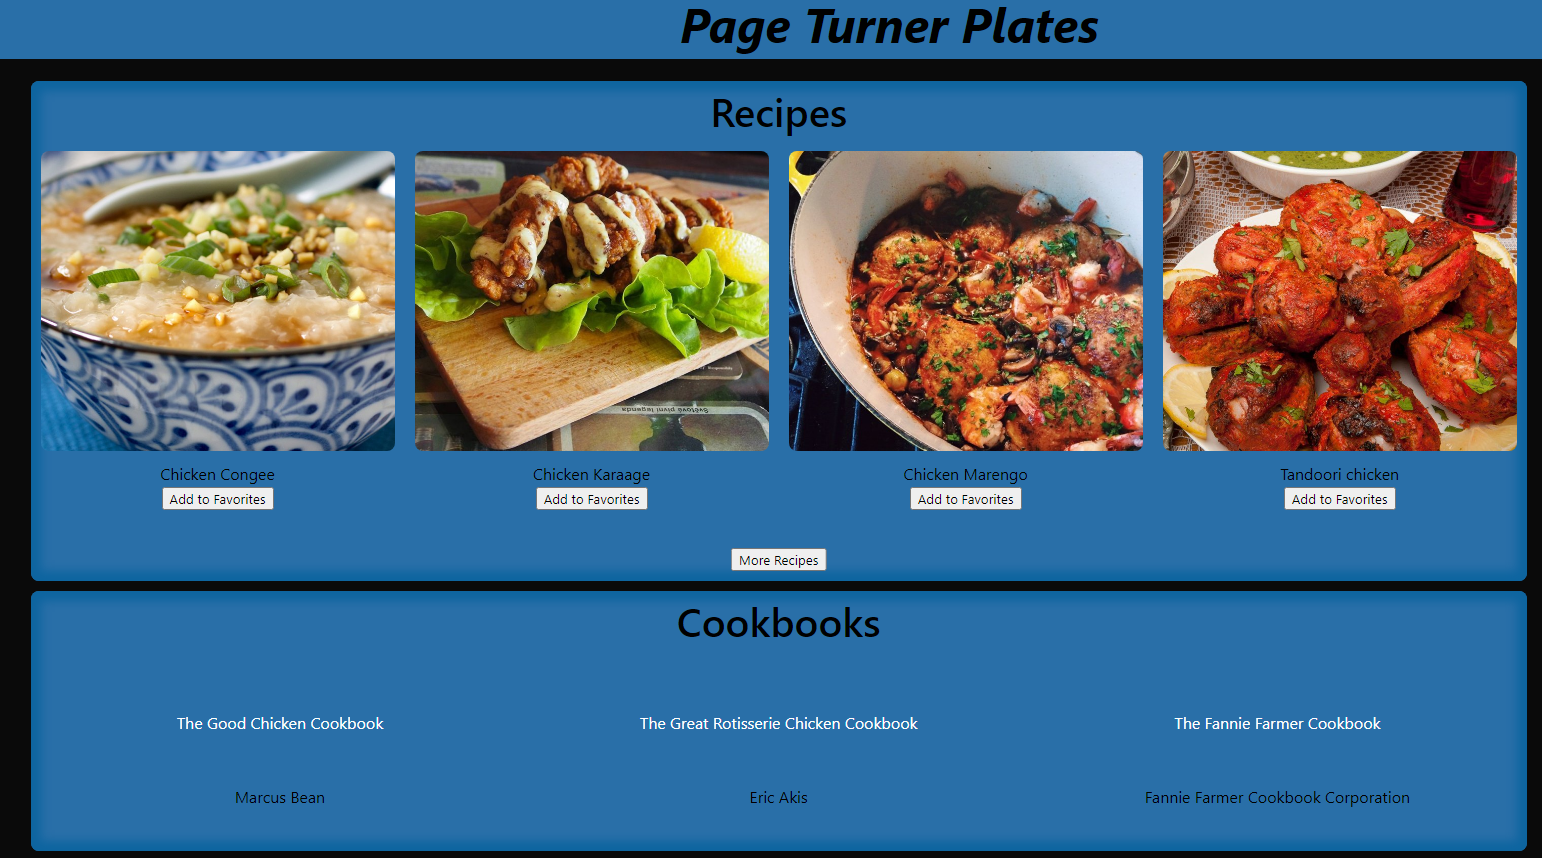 Page Turner Plates
Recipes
Chicken Congee
Chicken Karaage
Chicken Marengo
Tandoori chicken
Add to Favorites
Add to Favorites
Add to Favorites
Add to Favorites
More Recipes
Cookbooks
The Good Chicken Cookbook
The Great Rotisserie Chicken Cookbook
The Fannie Farmer Cookbook
Marcus Bean
Eric Akis
Fannie Farmer Cookbook Corporation